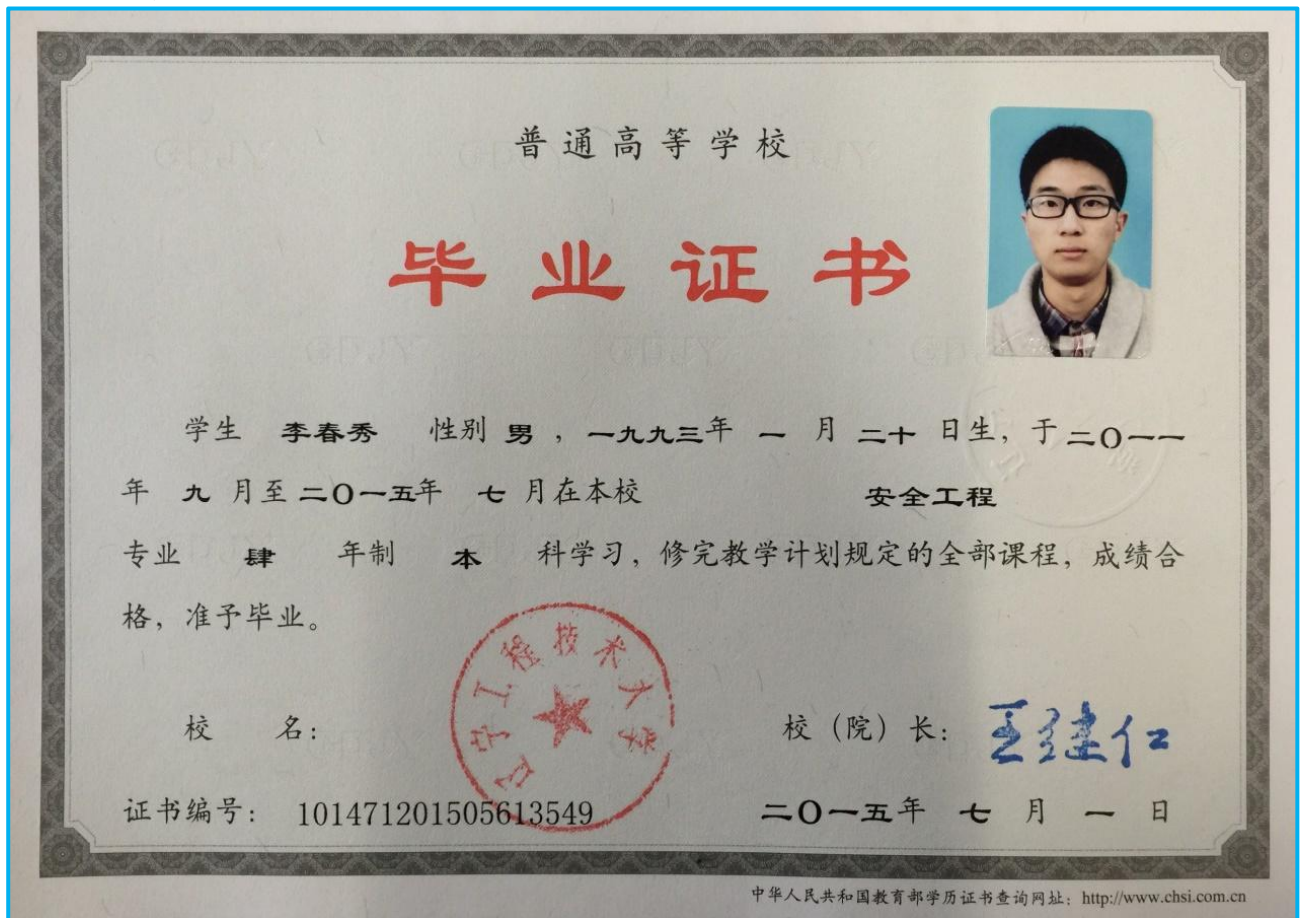 普通高等学校
毕业证书
学生 李春秀 性别 男 ，一九九三年 一 月 二十 日生，于二〇一一
年 九 月至二〇一五年 七 月在本校 安全工程
专业 肆 年制 本 科学习，修完教学计划规定的全部课程，成绩合
格，准予毕业。
辽宁工程技术大学
校 名： 校（院）长： 王继仁
证书编号： 101471201505613549 二〇一五年 七 月 一 日
中华人民共和国教育部学历证书查询网址：http://www.chsi.com.cn